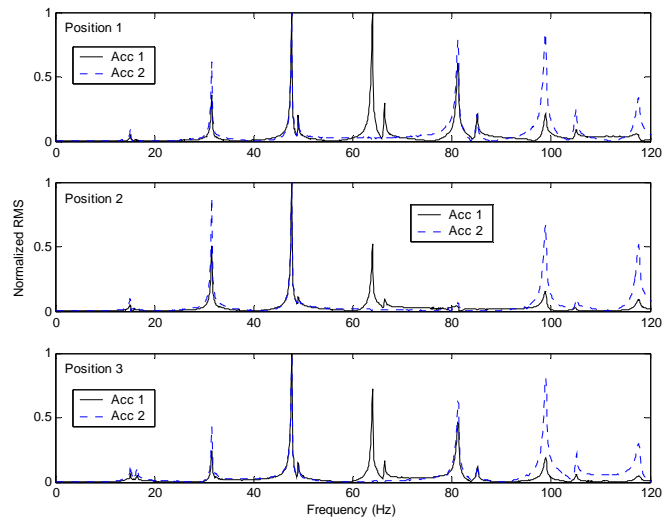 1
Position 1
Acc 1
Acc 2
0.5
0
0 20 40 60 80 100 120
1
Position 2
Acc 1
Acc 2
Normalized RMS
0.5
0
0 20 40 60 80 100 120
1
Position 3
Acc 1
Acc 2
0.5
0
0 20 40 60 80 100 120
Frequency (Hz)